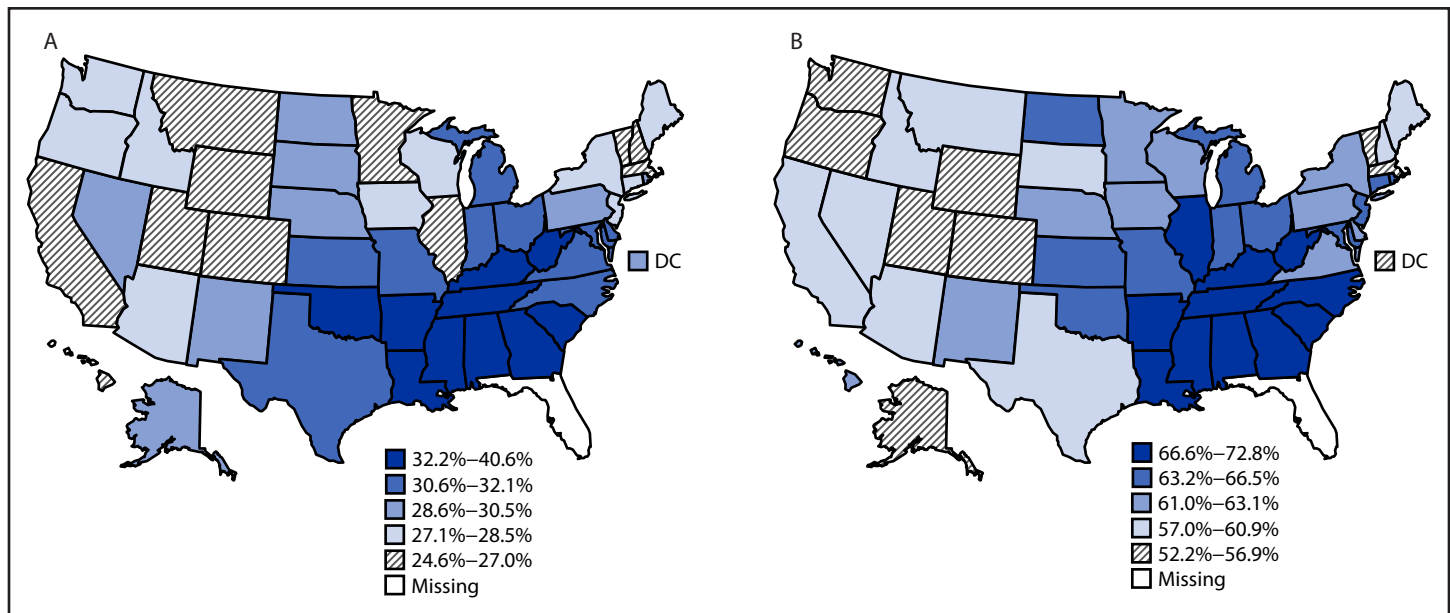 A
DC
32.2%–40.6%
30.6%–32.1%
28.6%–30.5%
27.1%–28.5%
24.6%–27.0%
Missing
B
DC
66.6%–72.8%
63.2%–66.5%
61.0%–63.1%
57.0%–60.9%
52.2%–56.9%
Missing